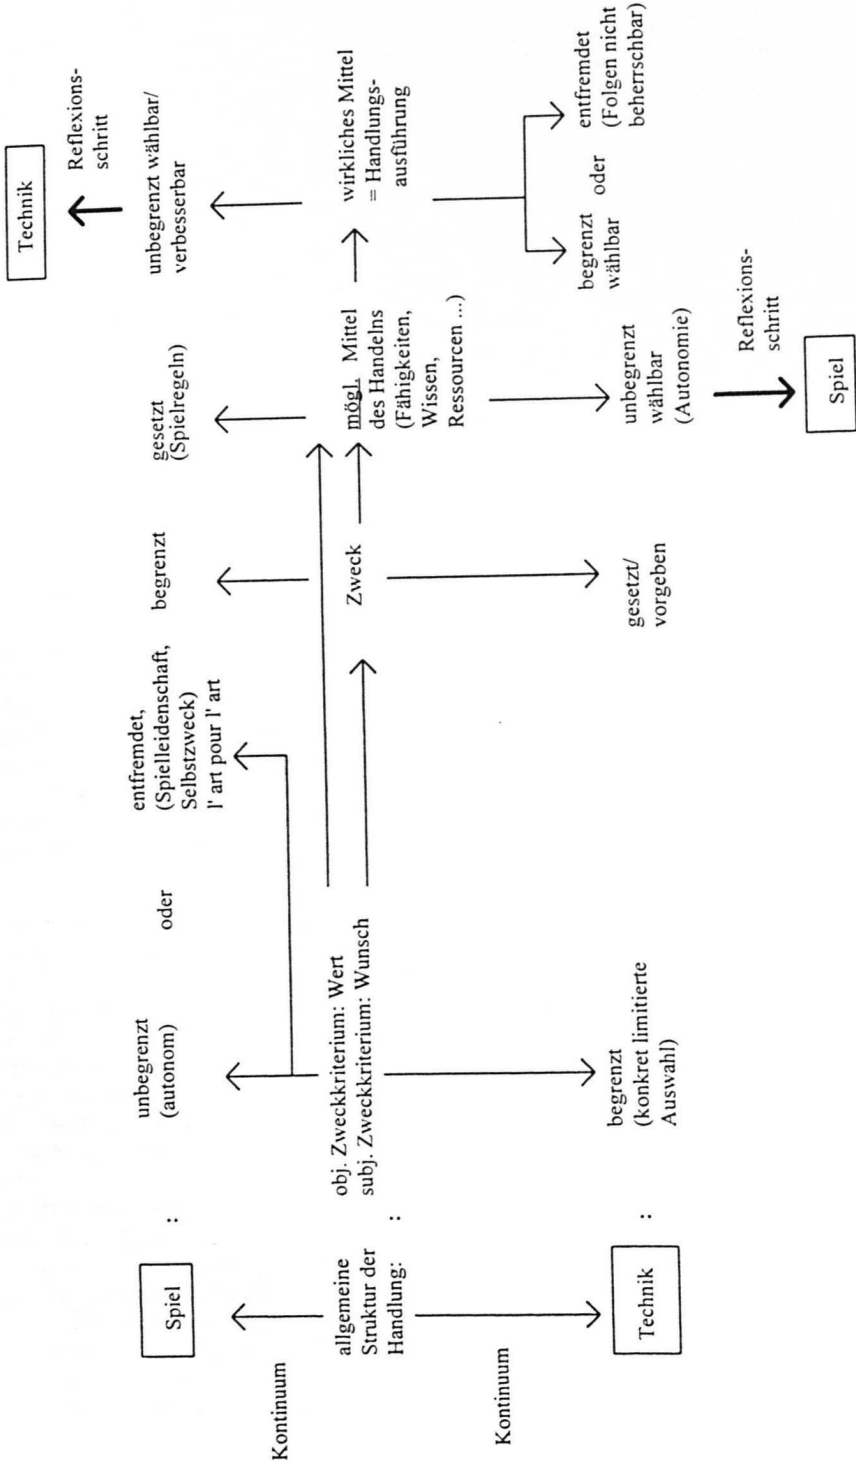 Kontinuum
Kontinuum
Spiel
:
unbegrenzt
(autonom)
oder
entfremdet,
(Spielleidenschaft,
Selbstzweck)
l' art pour l' art
begrenzt
gesetzt
(Spielregeln)
unbegrenzt wählbar/
verbesserbar
Reflexions-
schritt
Technik
allgemeine
Struktur der
Handlung:
:
obj. Zweckkriterium: Wert
subj. Zweckkriterium: Wunsch
Zweck
mögl. Mittel
des Handelns
(Fähigkeiten,
Wissen,
Ressourcen ...)
wirkliches Mittel
= Handlungs-
ausführung
Technik
:
begrenzt
(konkret limitierte
Auswahl)
gesetzt/
vorgeben
unbegrenzt
wählbar
(Autonomie)
begrenzt
wählbar
oder
entfremdet
(Folgen nicht
beherrschbar)
Reflexions-
schritt
Spiel